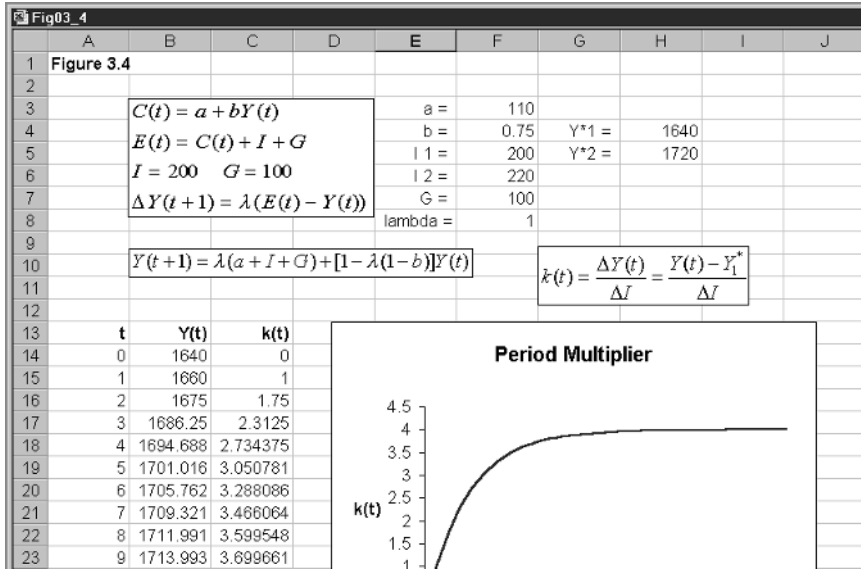 Fig03_4
A B C D E F G H I J
1 Figure 3.4
2
3 C(t) = a + bY(t) a = 110
4 E(t) = C(t) + I + G b = 0.75 Y*1 = 1640
5 I 1 = 200 Y*2 = 1720
6 I = 200 G = 100 I 2 = 220
7 ΔY(t + 1) = λ(E(t) − Y(t)) G = 100
8 lambda = 1
9
10 Y(t + 1) = λ(a + I + G) + [1 − λ(1 − b)]Y(t) k(t) = ΔY(t)/ΔI = (Y(t) − Y₁*)/ΔI
11
12
13 t Y(t) k(t)
14 0 1640 0 Period Multiplier
15 1 1660 1
16 2 1675 1.75 4.5
17 3 1686.25 2.3125 4
18 4 1694.688 2.734375 3.5
19 5 1701.016 3.050781 3
20 6 1705.762 3.288086 2.5
21 7 1709.321 3.466064 k(t) 2
22 8 1711.991 3.599548 1.5
23 9 1713.993 3.699661 1